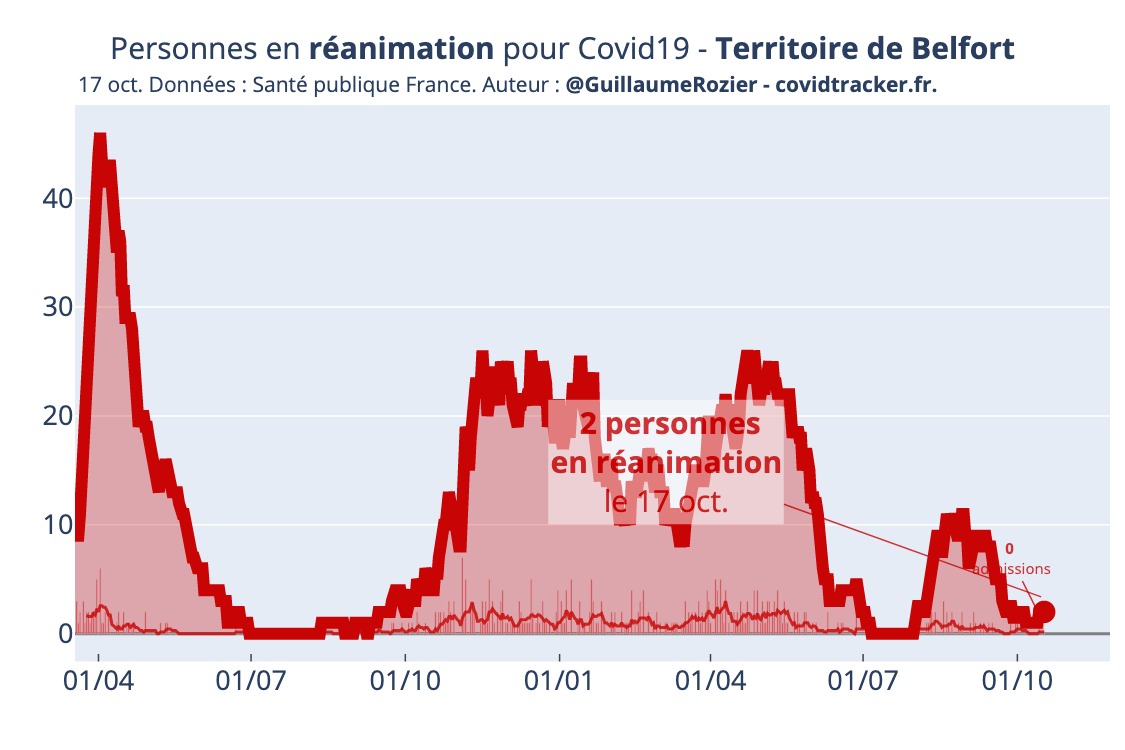 Personnes en réanimation pour Covid19 - Territoire de Belfort
17 oct. Données : Santé publique France. Auteur : @GuillaumeRozier - covidtracker.fr.
40
30
20
10
0
2 personnes
en réanimation
le 17 oct.
0
admissions
01/04
01/07
01/10
01/01
01/04
01/07
01/10